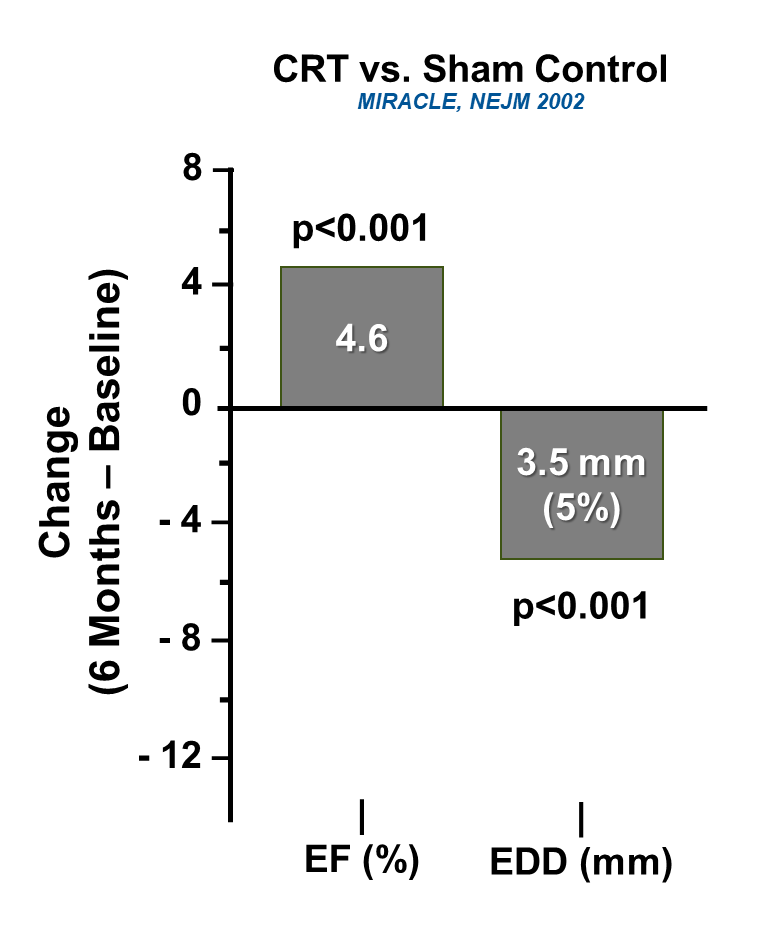 CRT vs. Sham Control
MIRACLE, NEJM 2002
Change
(6 Months – Baseline)
8
4
0
- 4
- 8
- 12
p<0.001
4.6
3.5 mm
(5%)
p<0.001
EF (%)
EDD (mm)